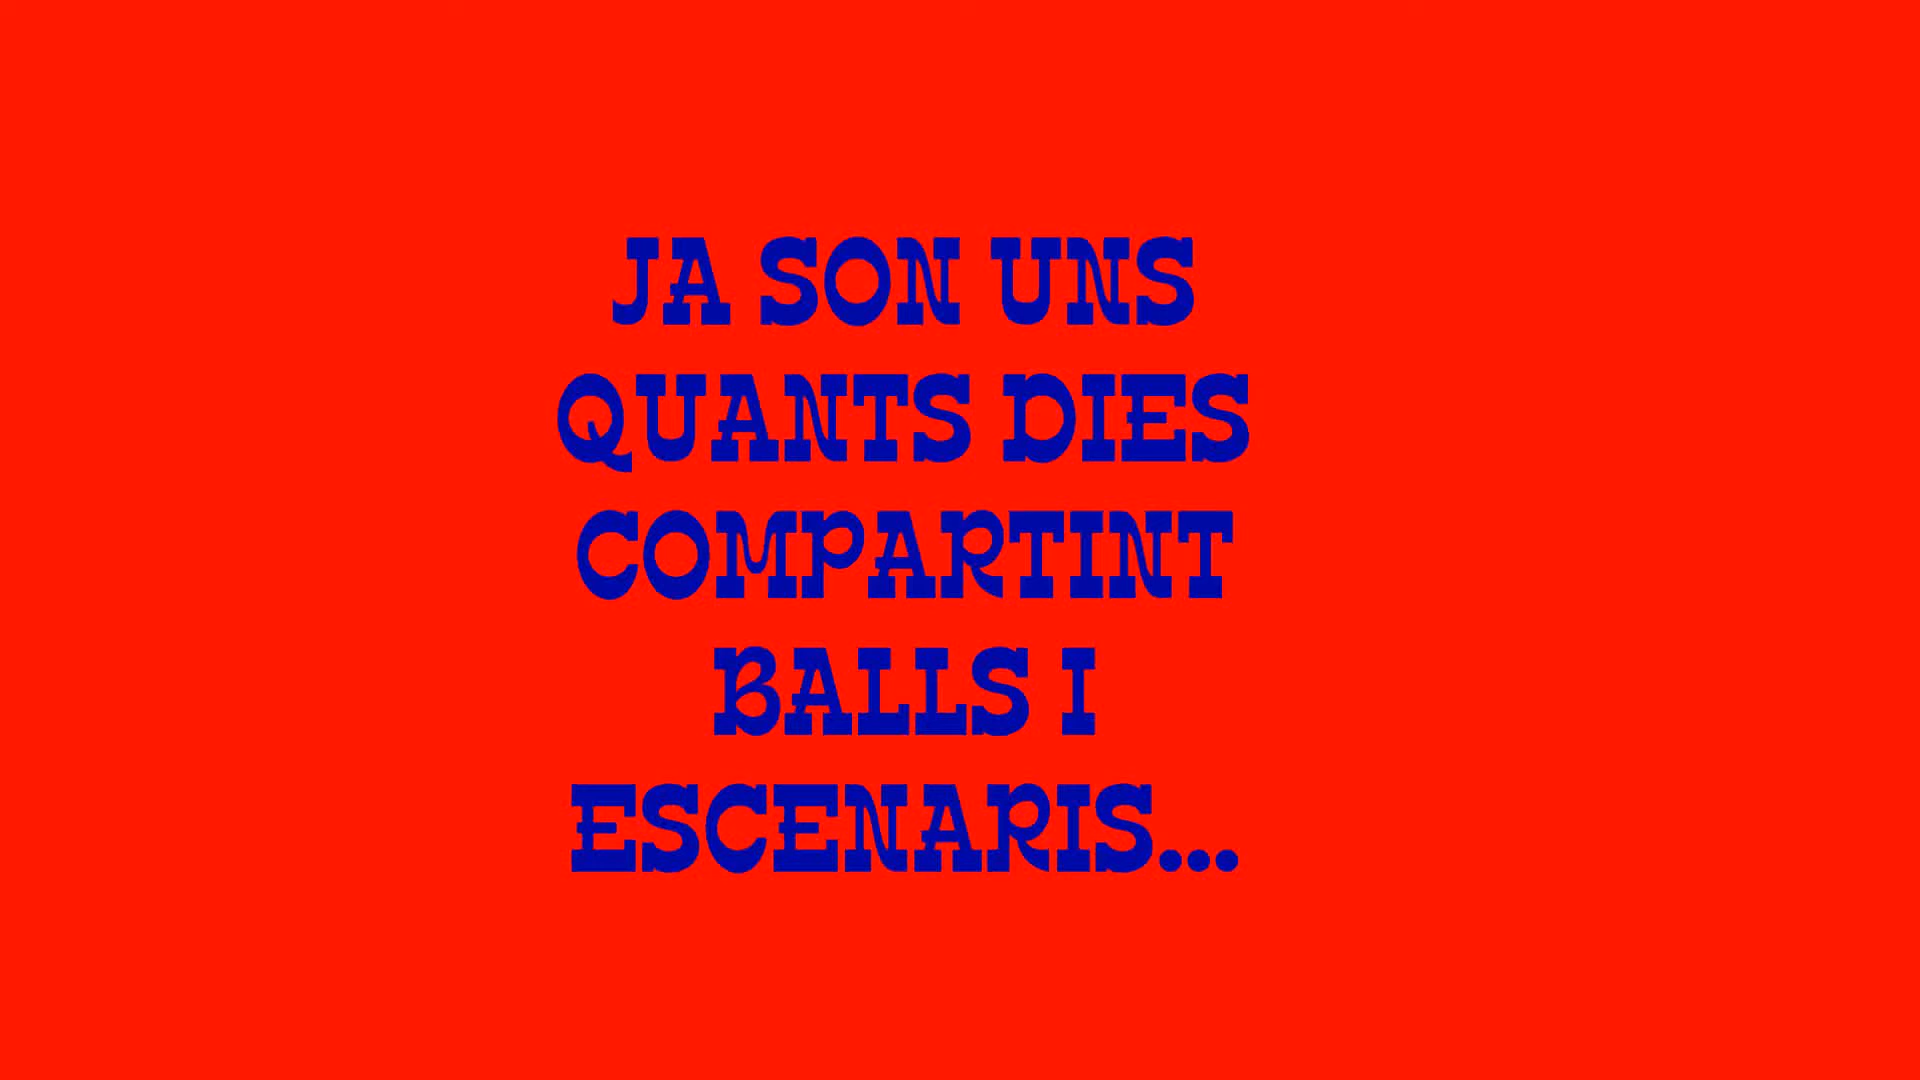 JA SON UNS
QUANTS DIES
COMPARTINT
BALLS I
ESCENARIS...